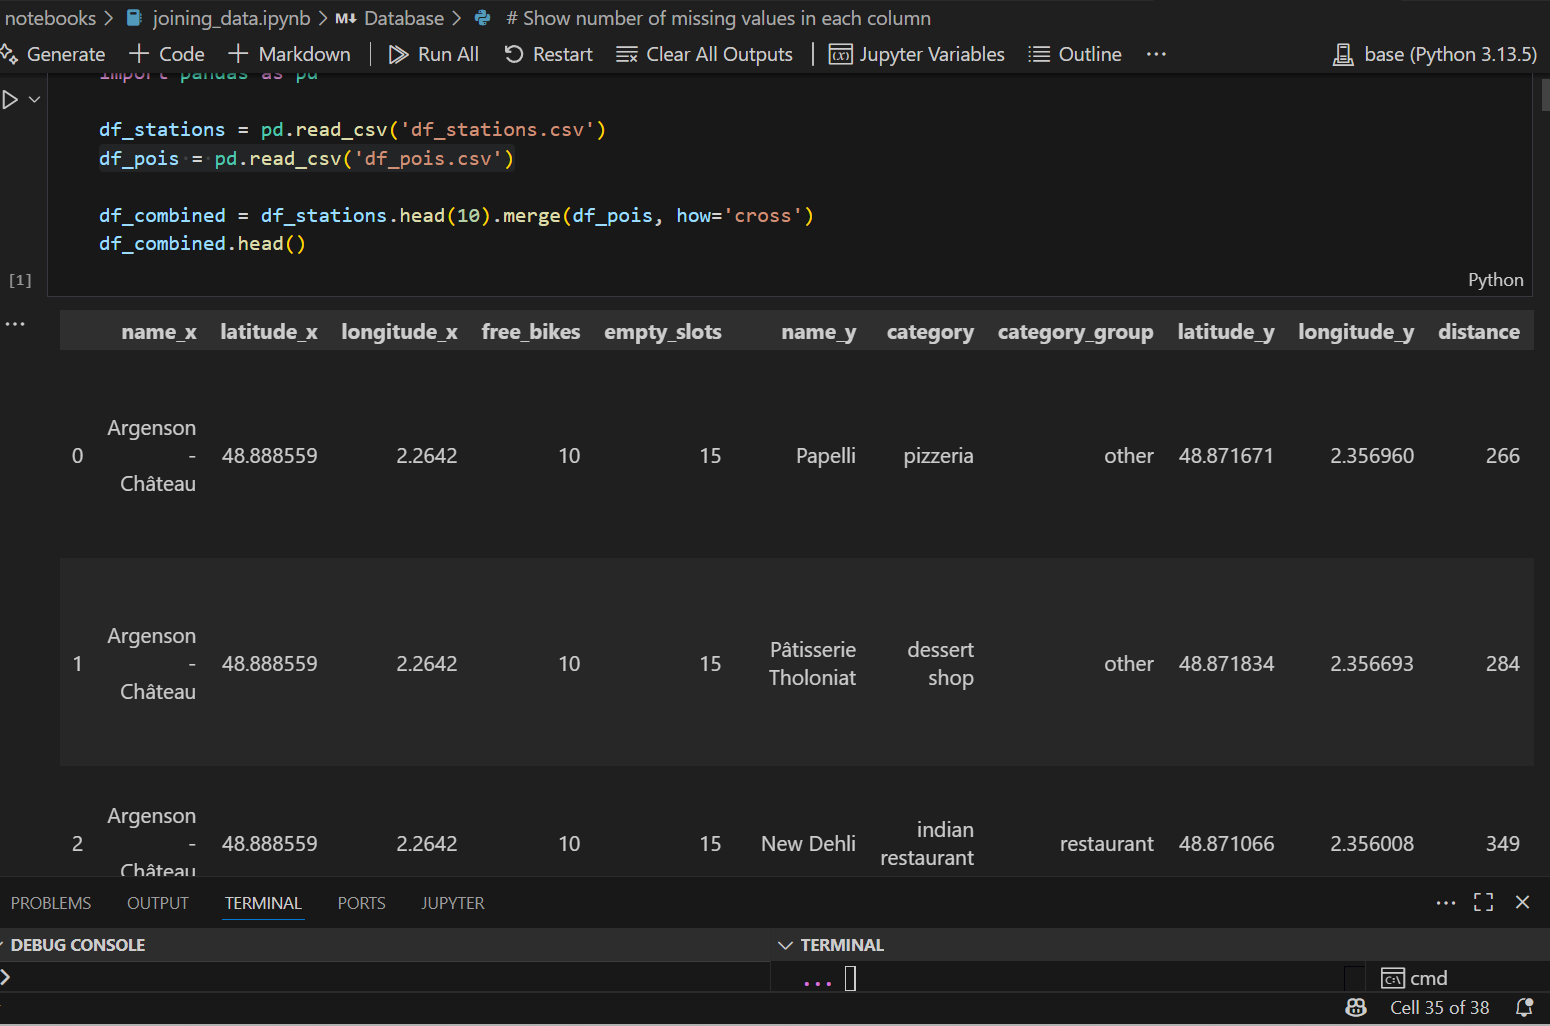 notebooks > joining_data.ipynb > M↓ Database > # Show number of missing values in each column
Generate + Code + Markdown | Run All Restart Clear All Outputs | Jupyter Variables Outline ... base (Python 3.13.5)
import pandas as pd
df_stations = pd.read_csv('df_stations.csv')
df_pois = pd.read_csv('df_pois.csv')
df_combined = df_stations.head(10).merge(df_pois, how='cross')
df_combined.head()
[1]
Python
...
name_x latitude_x longitude_x free_bikes empty_slots name_y category category_group latitude_y longitude_y distance
Argenson
0 - 48.888559 2.2642 10 15 Papelli pizzeria other 48.871671 2.356960 266
Château
Argenson
Pâtisserie dessert
1 - 48.888559 2.2642 10 15 other 48.871834 2.356693 284
Tholoniat shop
Château
Argenson
indian
2 - 48.888559 2.2642 10 15 New Dehli restaurant 48.871066 2.356008 349
restaurant
Château
PROBLEMS OUTPUT TERMINAL PORTS JUPYTER ...
DEBUG CONSOLE
TERMINAL
>
...
cmd
Cell 35 of 38